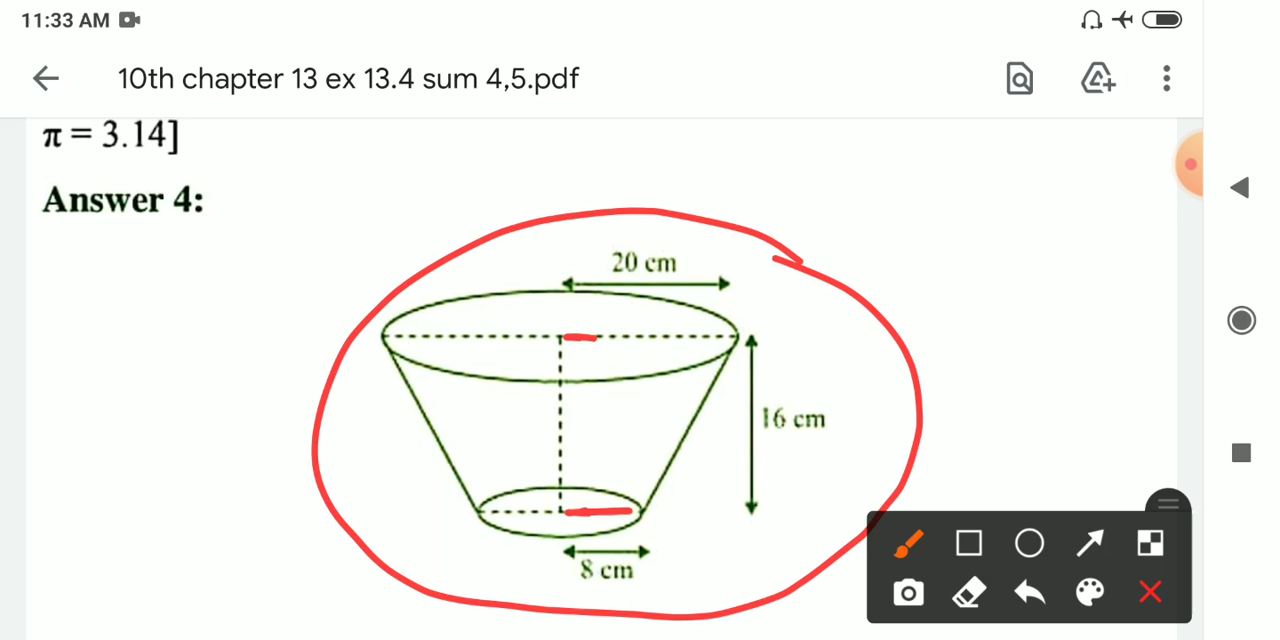 11:33 AM
10th chapter 13 ex 13.4 sum 4,5.pdf
π = 3.14]
Answer 4:
20 cm
16 cm
8 cm